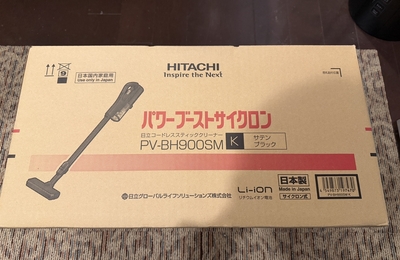 HITACHI
Inspire the Next
日本国内家庭用
Use only in Japan
パワーブーストサイクロン
日立コードレススティッククリーナー
PV-BH900SM K サテンブラック
Li-ion
リチウムイオン電池
日本製
Made in Japan
サイクロン式
日立グローバルライフソリューションズ株式会社